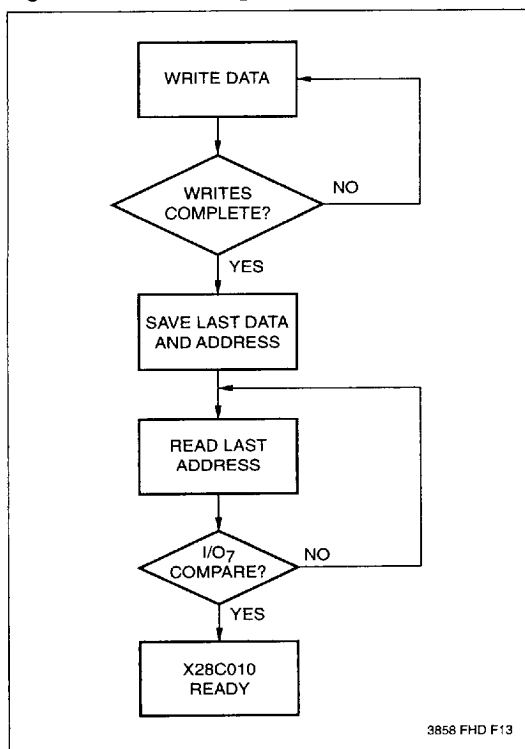 WRITE DATA
WRITES
COMPLETE?
NO
YES
SAVE LAST DATA
AND ADDRESS
READ LAST
ADDRESS
I/O7
COMPARE?
NO
YES
X28C010
READY
3858 FHD F13